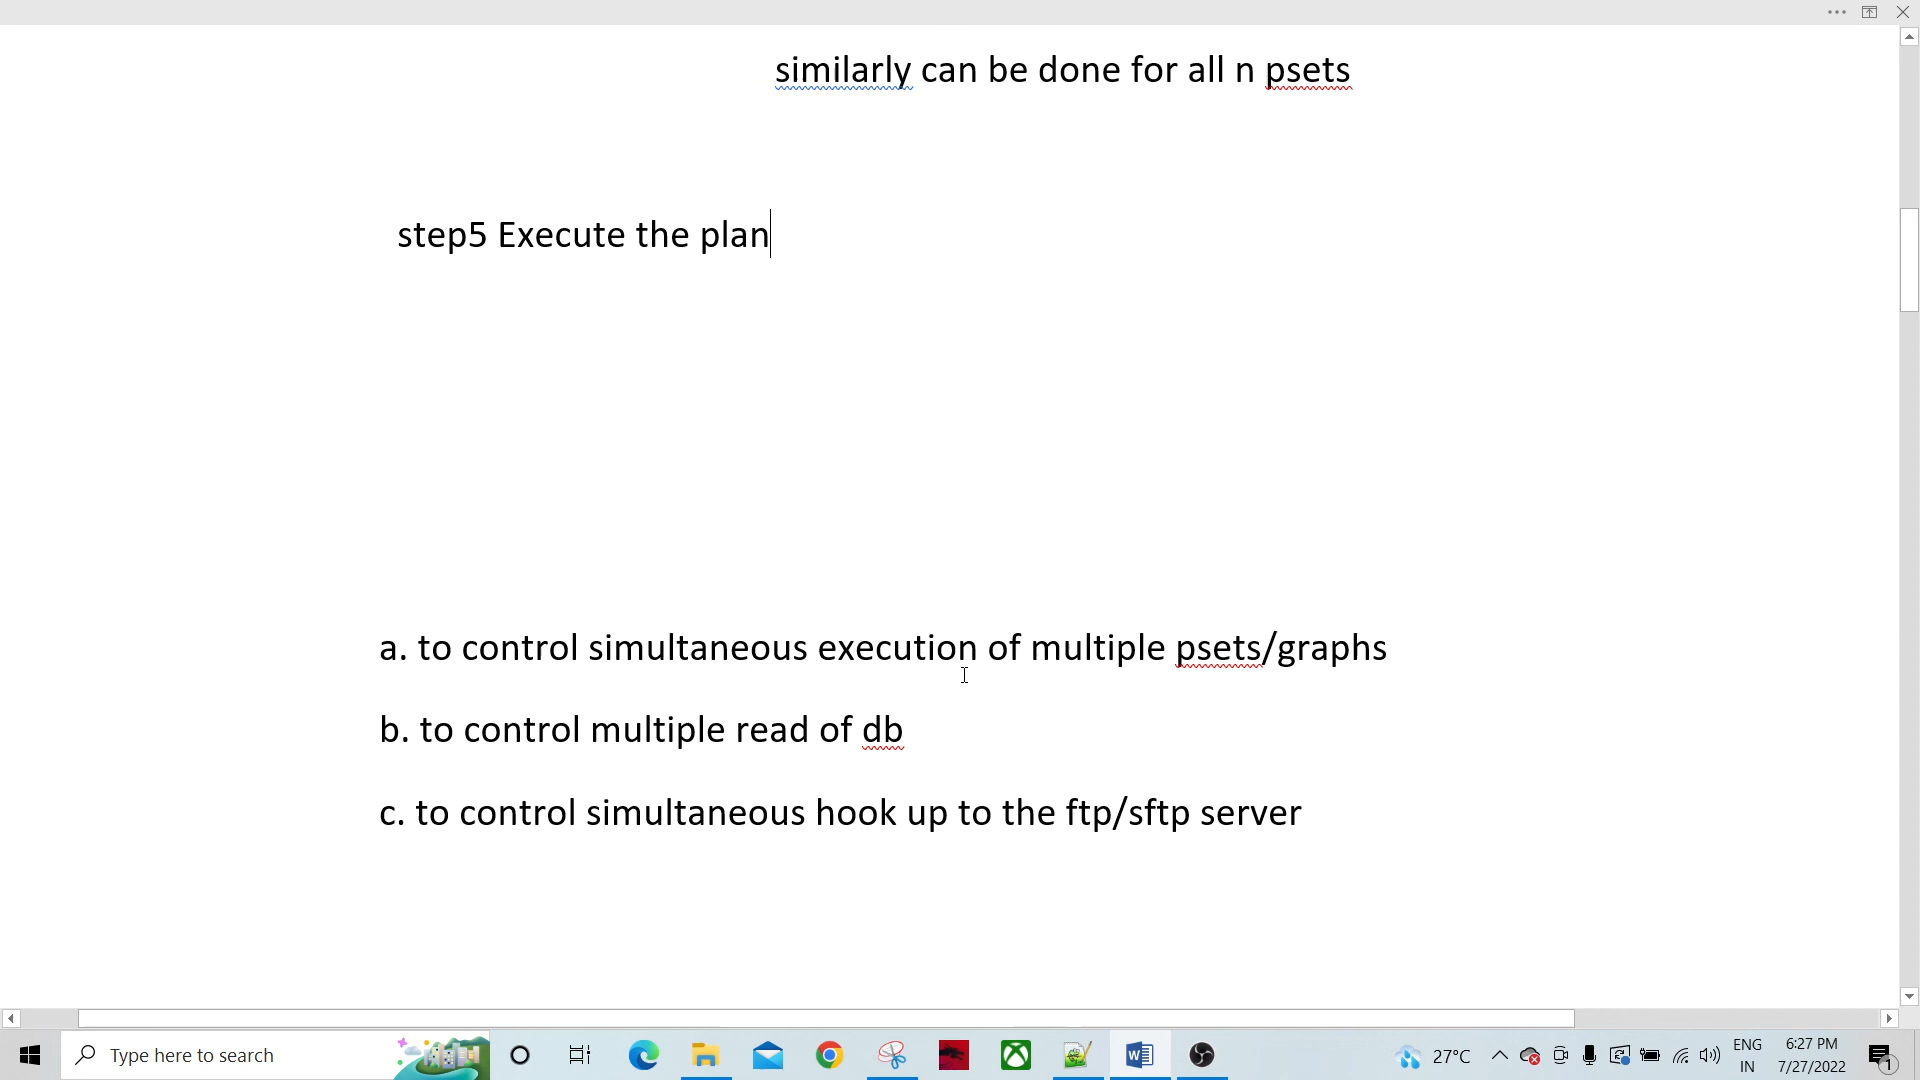 similarly can be done for all n psets
step5 Execute the plan
a. to control simultaneous execution of multiple psets/graphs
b. to control multiple read of db
c. to control simultaneous hook up to the ftp/sftp server
Type here to search
27°C
ENG
IN
6:27 PM
7/27/2022
1